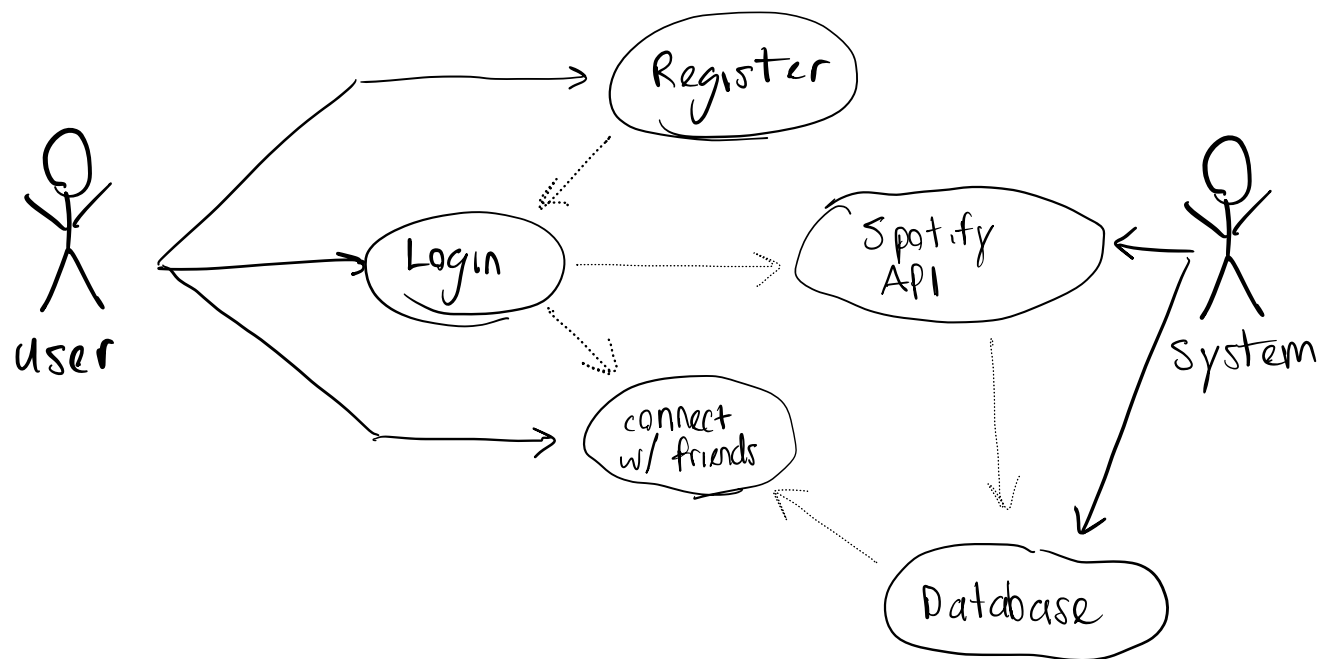 Register
Login
Spotify
API
user
system
connect
w/ friends
Database